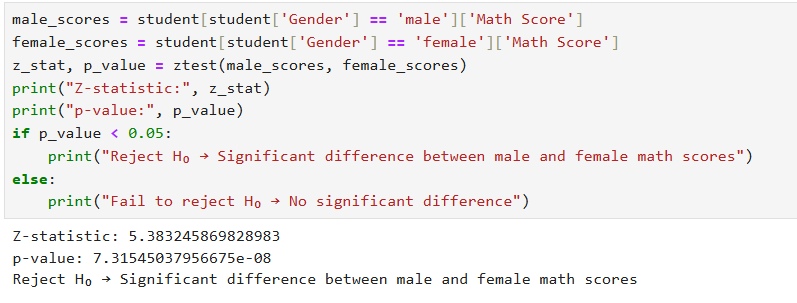 male_scores = student[student['Gender'] == 'male']['Math Score']
female_scores = student[student['Gender'] == 'female']['Math Score']
z_stat, p_value = ztest(male_scores, female_scores)
print("Z-statistic:", z_stat)
print("p-value:", p_value)
if p_value < 0.05:
    print("Reject H₀ → Significant difference between male and female math scores")
else:
    print("Fail to reject H₀ → No significant difference")
Z-statistic: 5.383245869828983
p-value: 7.31545037956675e-08
Reject H₀ → Significant difference between male and female math scores